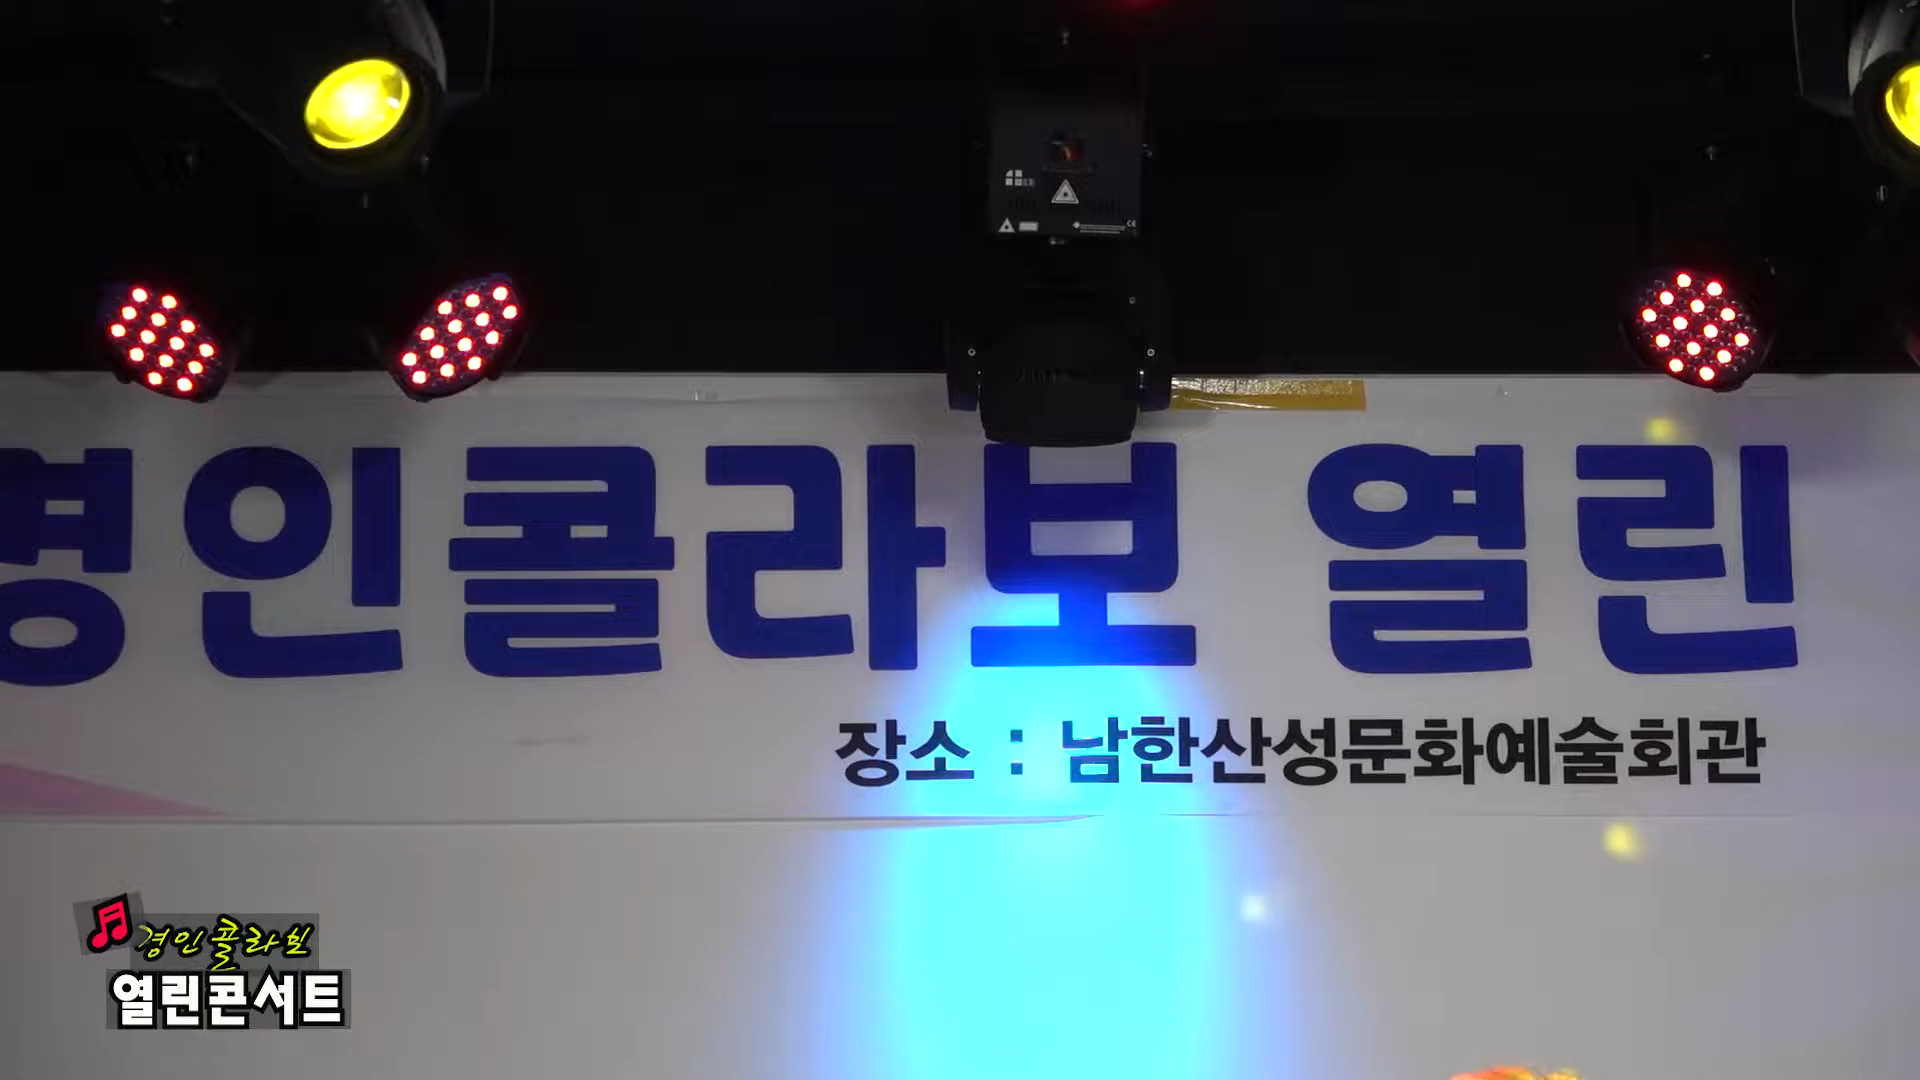 경인콜라보 열린
장소 : 남한산성문화예술회관
경인콜라보
열린콘서트